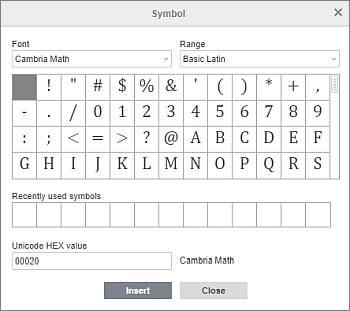 Symbol
Font
Range
Cambria Math
Basic Latin
! " # $ % & ' ( ) * + ,
- . / 0 1 2 3 4 5 6 7 8 9
: ; < = > ? @ A B C D E F
G H I J K L M N O P Q R S
Recently used symbols
Unicode HEX value
00020
Cambria Math
Insert
Close